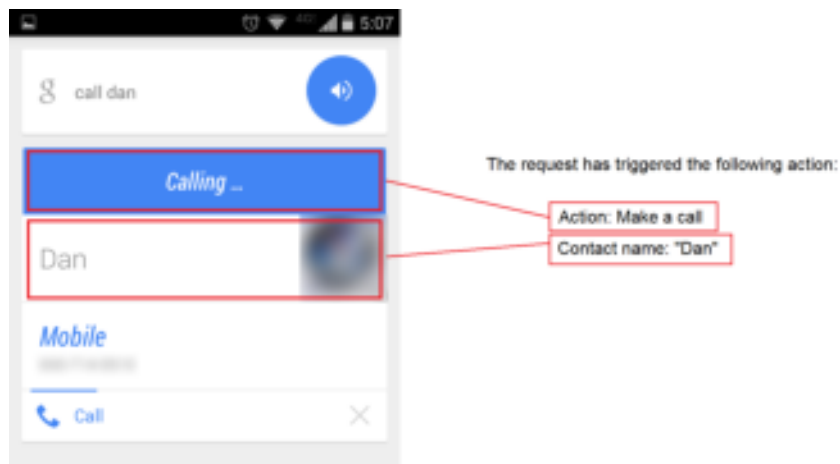 4G 5:07
g call dan
Calling ...
Dan
Mobile
Call
The request has triggered the following action:
Action: Make a call
Contact name: "Dan"